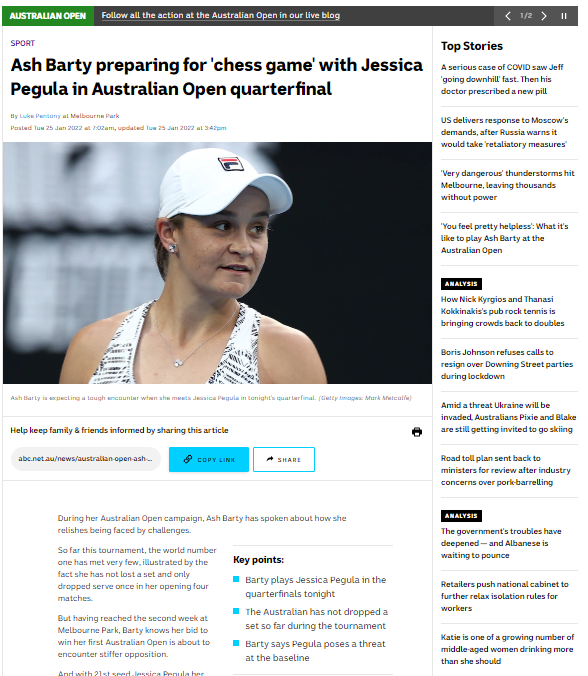 AUSTRALIAN OPEN
Follow all the action at the Australian Open in our live blog
1/2
SPORT
Ash Barty preparing for 'chess game' with Jessica
Pegula in Australian Open quarterfinal
By Luke Pentony at Melbourne Park
Posted Tue 25 Jan 2022 at 7:02am, updated Tue 25 Jan 2022 at 3:42pm
FILA
Ash Barty is expecting a tough encounter when she meets Jessica Pegula in tonight's quarterfinal. (Getty Images: Mark Metcalfe)
Help keep family & friends informed by sharing this article
abc.net.au/news/australian-open-ash-...
COPY LINK
SHARE
During her Australian Open campaign, Ash Barty has spoken about how she
relishes being faced by challenges.
So far this tournament, the world number
one has met very few, illustrated by the
fact she has not lost a set and only
dropped serve once in her opening four
matches.
But having reached the second week at
Melbourne Park, Barty knows her bid to
win her first Australian Open is about to
encounter stiffer opposition.
And with 21st seed Jessica Pegula her
Key points:
Barty plays Jessica Pegula in the
quarterfinals tonight
The Australian has not dropped a
set so far during the tournament
Barty says Pegula poses a threat
at the baseline
Top Stories
A serious case of COVID saw Jeff
'going downhill' fast. Then his
doctor prescribed a new pill
US delivers response to Moscow's
demands, after Russia warns it
would take 'retaliatory measures'
'Very dangerous' thunderstorms hit
Melbourne, leaving thousands
without power
'You feel pretty helpless': What it's
like to play Ash Barty at the
Australian Open
ANALYSIS
How Nick Kyrgios and Thanasi
Kokkinakis's pub rock tennis is
bringing crowds back to doubles
Boris Johnson refuses calls to
resign over Downing Street parties
during lockdown
Amid a threat Ukraine will be
invaded, Australians Pixie and Blake
are still getting invited to go skiing
Road toll plan sent back to
ministers for review after industry
concerns over pork-barrelling
ANALYSIS
The government's troubles have
deepened — and Albanese is
waiting to pounce
Retailers push national cabinet to
further relax isolation rules for
workers
Katie is one of a growing number of
middle-aged women drinking more
than she should